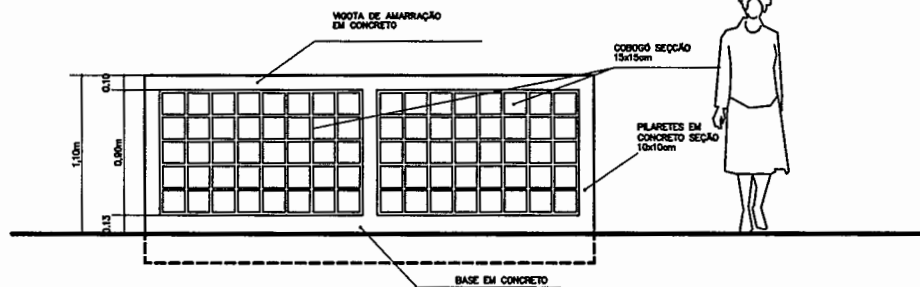 VIGOTA DE AMARRAÇÃO
EM CONCRETO
COBOGÓ SECÇÃO
15x15cm
PILARETES EM
CONCRETO SEÇÃO
10x10cm
0.10
1,10m
0,90m
0.13
BASE EM CONCRETO